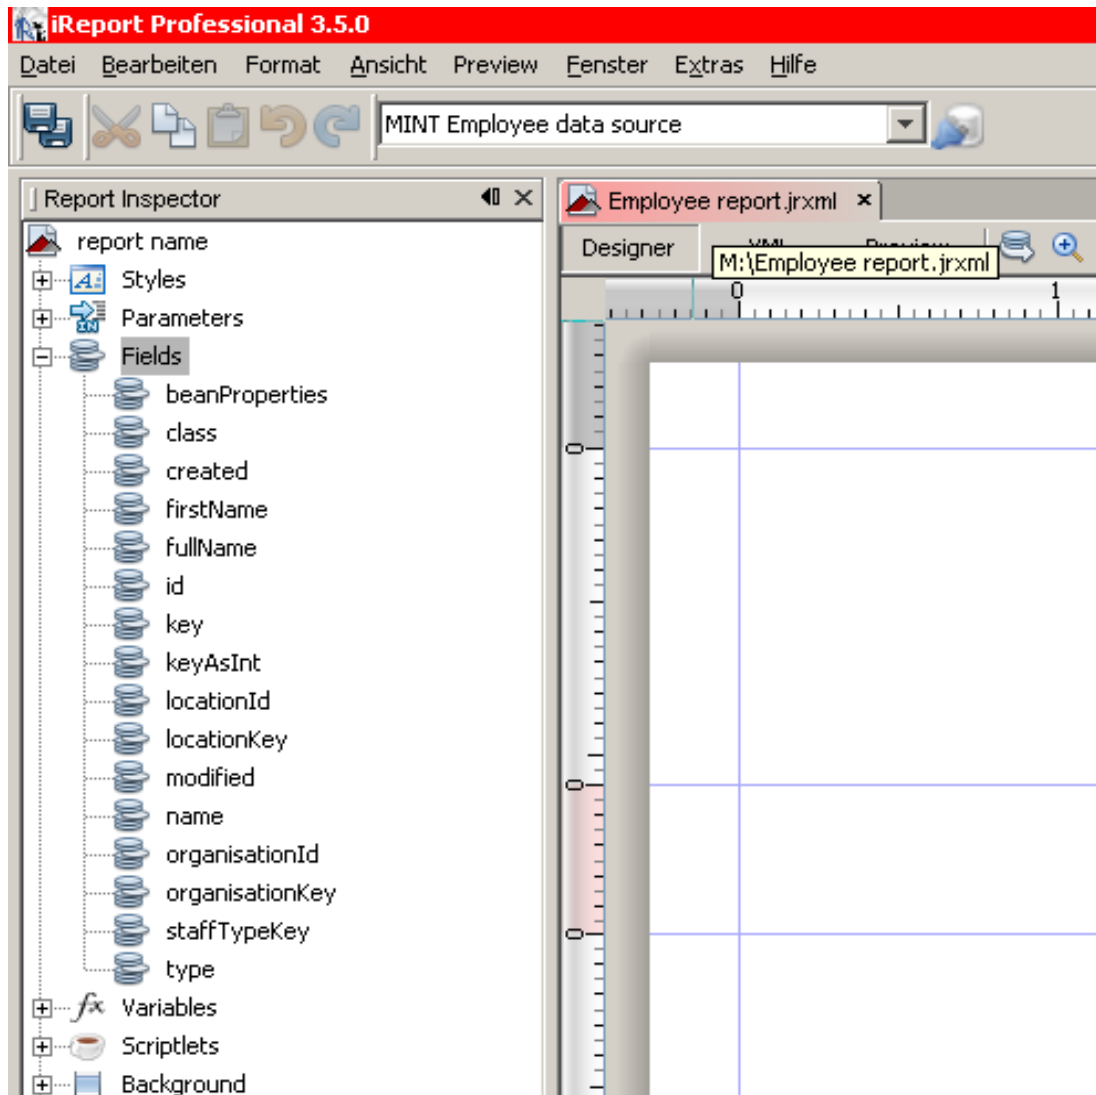 iReport Professional 3.5.0
Datei Bearbeiten Format Ansicht Preview Fenster Extras Hilfe
MINT Employee data source
Report Inspector
report name
Styles
Parameters
Fields
beanProperties
class
created
firstName
fullName
id
key
keyAsInt
locationId
locationKey
modified
name
organisationId
organisationKey
staffTypeKey
type
Variables
Scriptlets
Background
Employee report.jrxml
Designer XML Preview
M:\Employee report.jrxml
0 1
0
0
0